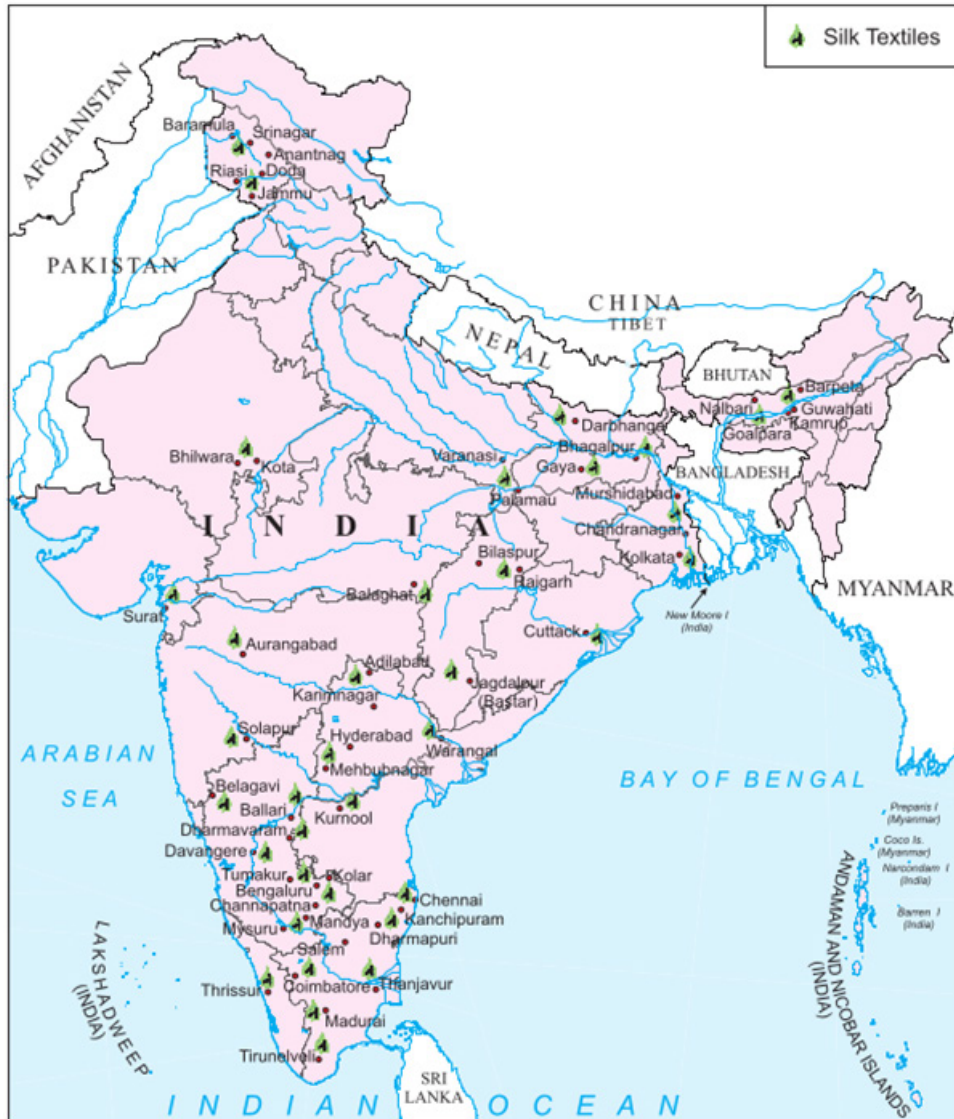 Silk Textiles
AFGHANISTAN
Baramula
Srinagar
Anantnag
Riasi
Doda
Jammu
PAKISTAN
CHINA
TIBET
NEPAL
BHUTAN
Barpeta
Nalbari
Guwahati
Kamrup
Goalpara
Darbhanga
Bhagalpur
Varanasi
Gaya
BANGLADESH
Bhilwara
Kota
Palamau
Murshidabad
INDIA
Chandranagar
Bilaspur
Kolkata
Rajgarh
MYANMAR
Balaghat
Surat
New Moore I
(India)
Cuttack
Aurangabad
Adilabad
Jagdalpur
(Bastar)
Karimnagar
Solapur
Hyderabad
Warangal
ARABIAN
SEA
Mehbubnagar
BAY OF BENGAL
Belagavi
Ballari
Kurnool
Preparis I
(Myanmar)
Dharmavaram
Davangere
Coco Is.
(Myanmar)
Tumakur
Kolar
Narcondam I
(India)
Bengaluru
Chennai
Channapatna
Kanchipuram
Barren I
(India)
Mandya
Mysuru
Dharmapuri
Salem
LAKSHADWEEP
(INDIA)
ANDAMAN AND NICOBAR ISLANDS
(INDIA)
Coimbatore
Thanjavur
Thrissur
Madurai
Tirunelveli
SRI
LANKA
INDIAN OCEAN